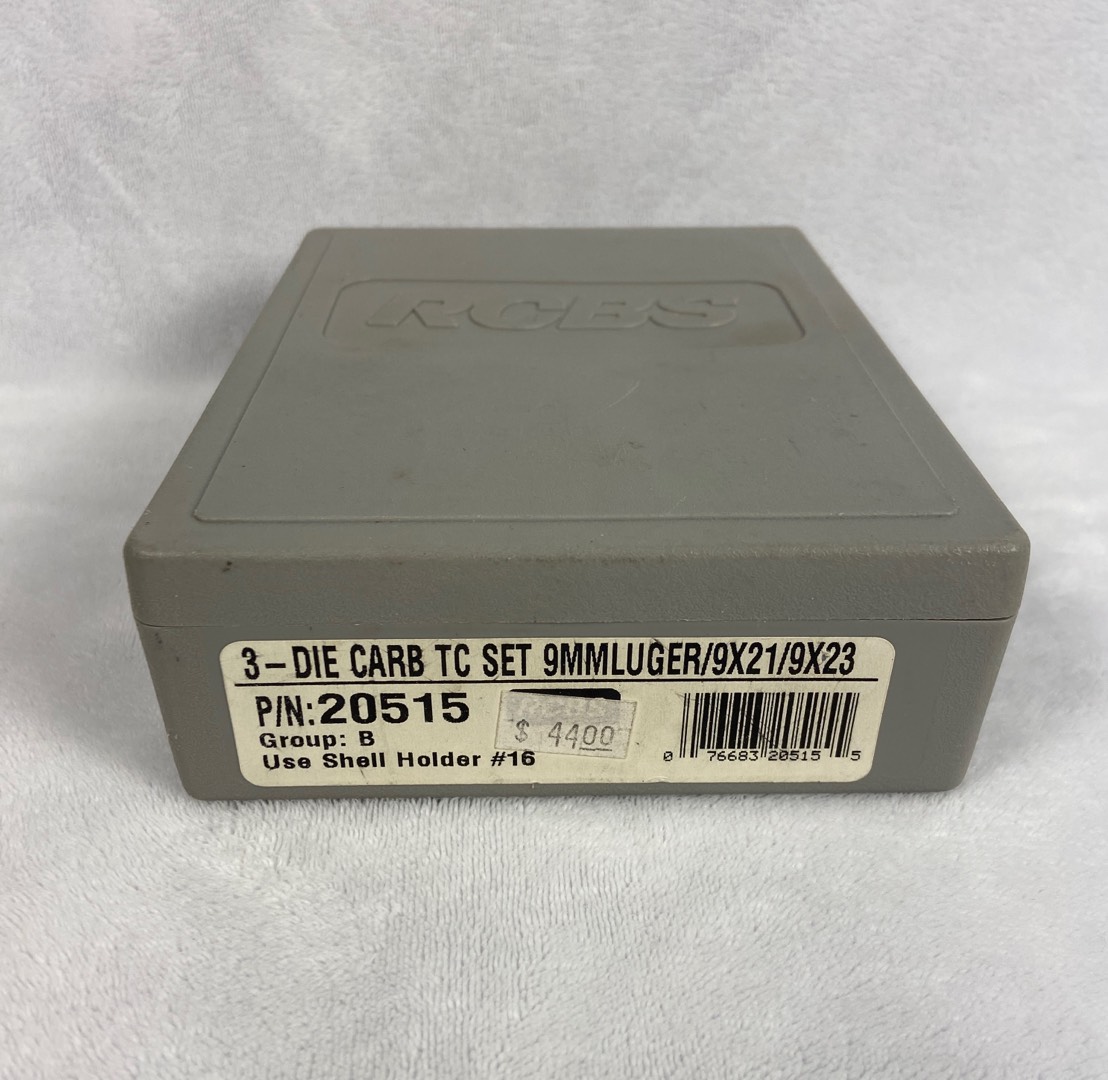 RCBS
3-DIE CARB TC SET 9MMLUGER/9X21/9X23
P/N:20515
RCBS
$ 4400
Group: B
Use Shell Holder #16
0 76683 20515 5